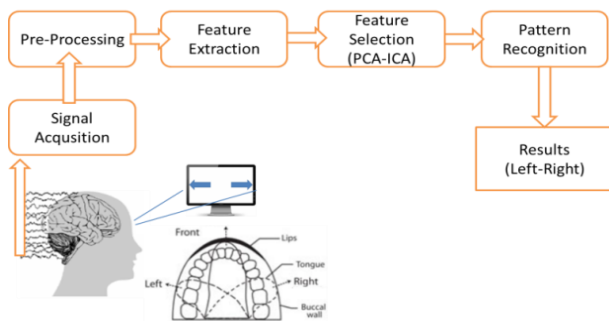 Pre-Processing
Feature
Extraction
Feature
Selection
(PCA-ICA)
Pattern
Recognition
Signal
Acqusition
Results
(Left-Right)
Front
Lips
Tongue
Left
Right
Buccal
wall